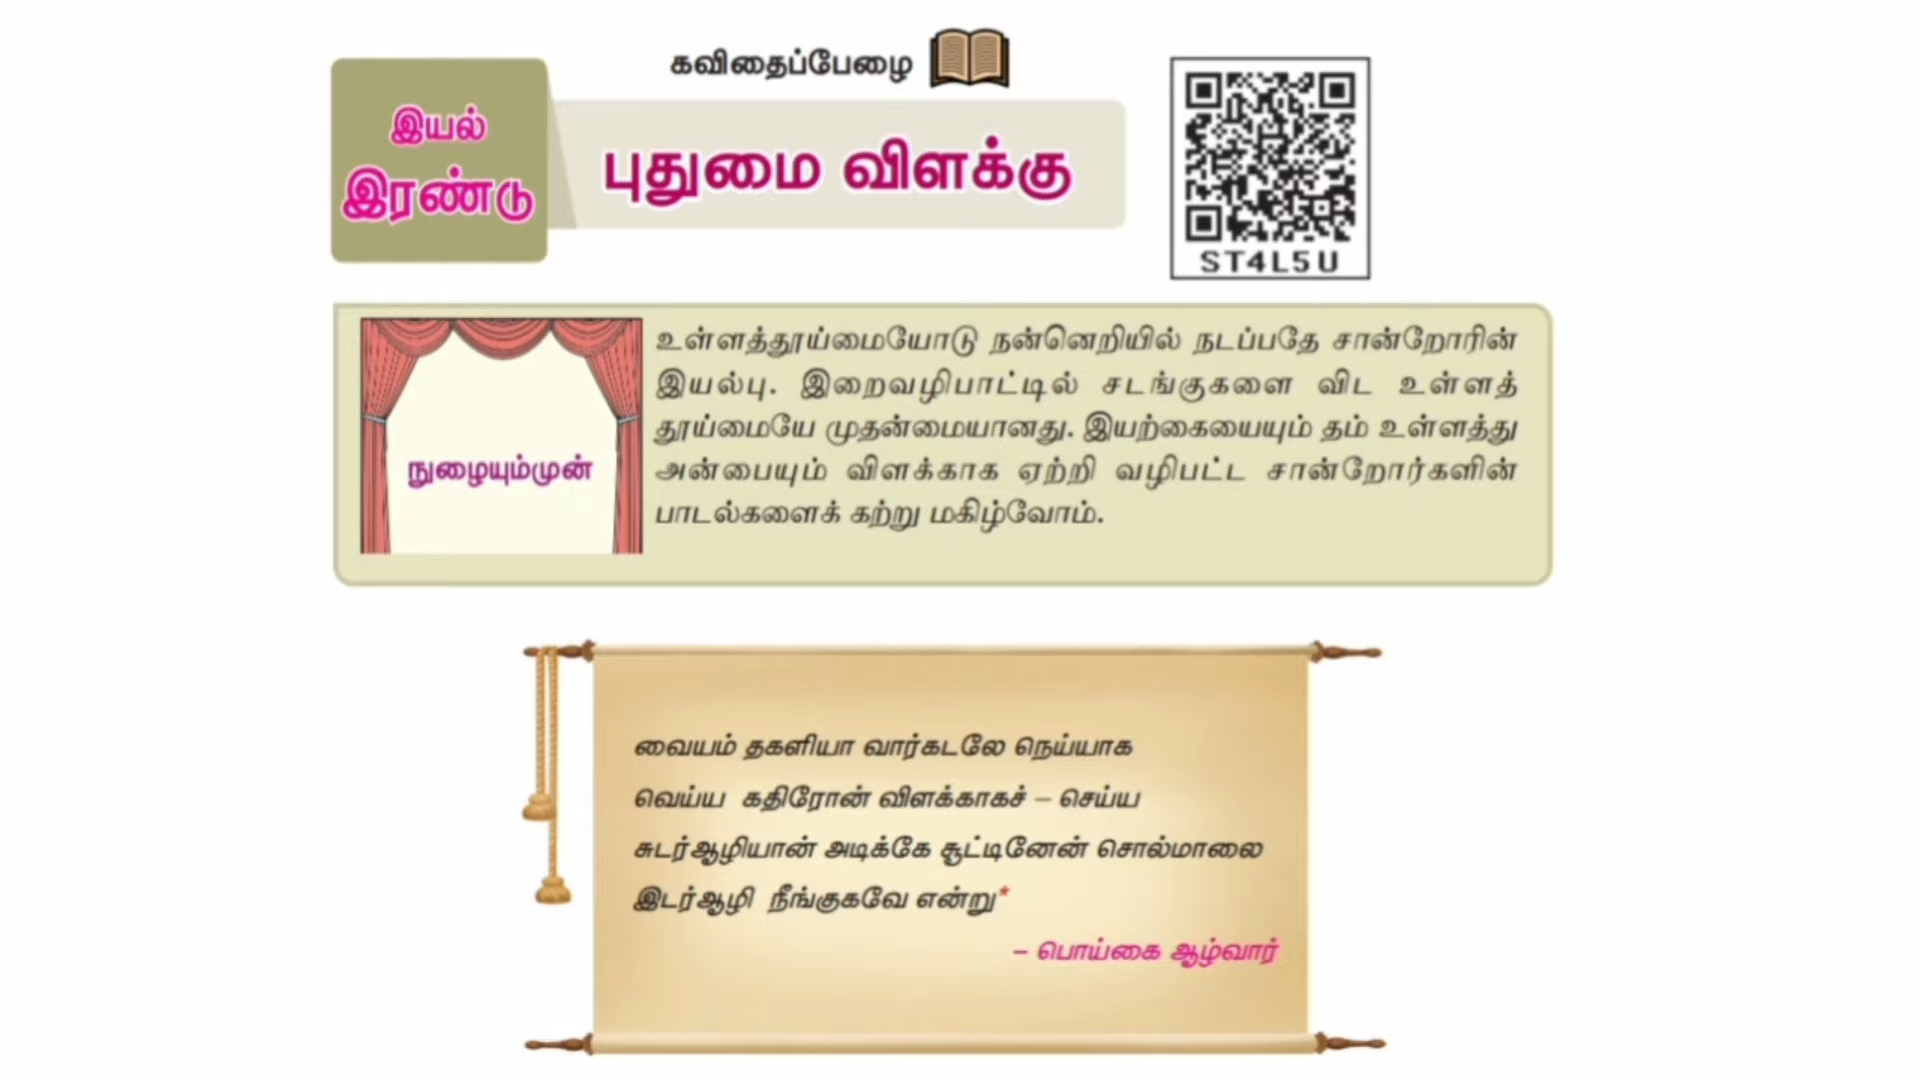 கவிதைப்பேழை
இயல்
இரண்டு
புதுமை விளக்கு
ST4L5U
நுழையும்முன்
உள்ளத்தூய்மையோடு நன்னெறியில் நடப்பதே சான்றோரின்
இயல்பு. இறைவழிபாட்டில் சடங்குகளை விட உள்ளத்
தூய்மையே முதன்மையானது. இயற்கையையும் தம் உள்ளத்து
அன்பையும் விளக்காக ஏற்றி வழிபட்ட சான்றோர்களின்
பாடல்களைக் கற்று மகிழ்வோம்.
வையம் தகளியா வார்கடலே நெய்யாக
வெய்ய கதிரோன் விளக்காகச் – செய்ய
சுடர்ஆழியான் அடிக்கே சூட்டினேன் சொல்மாலை
இடர்ஆழி நீங்குகவே என்று*
– பொய்கை ஆழ்வார்